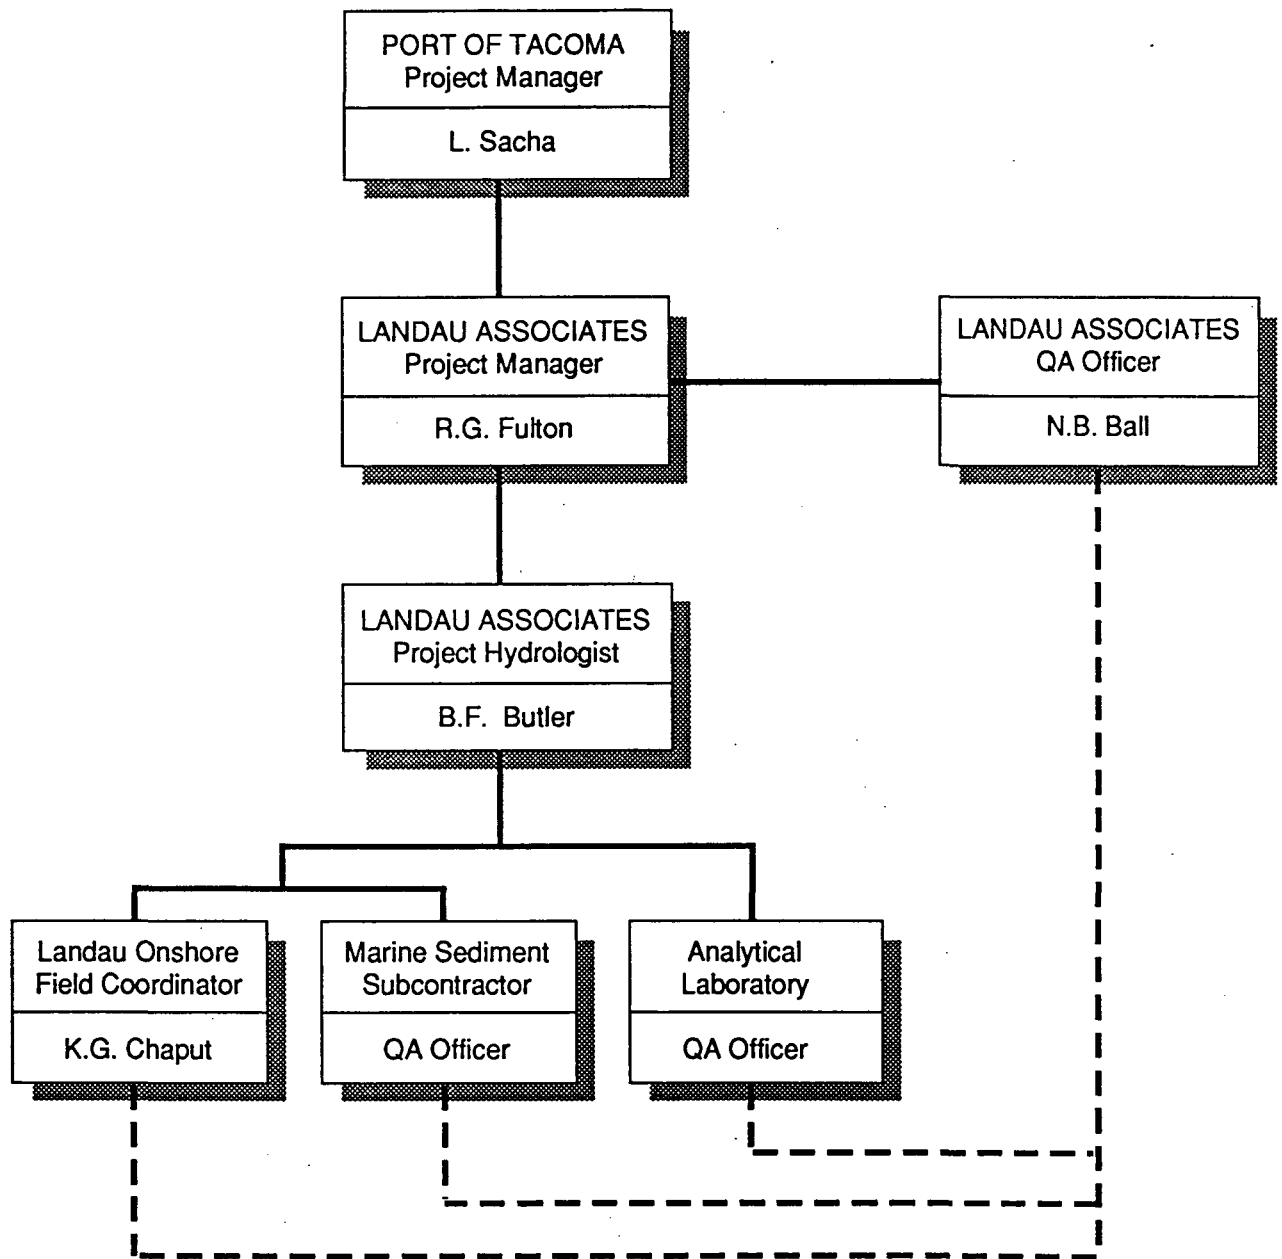 PORT OF TACOMA
Project Manager
L. Sacha
LANDAU ASSOCIATES
Project Manager
R.G. Fulton
LANDAU ASSOCIATES
QA Officer
N.B. Ball
LANDAU ASSOCIATES
Project Hydrologist
B.F. Butler
Landau Onshore
Field Coordinator
K.G. Chaput
Marine Sediment
Subcontractor
QA Officer
Analytical
Laboratory
QA Officer